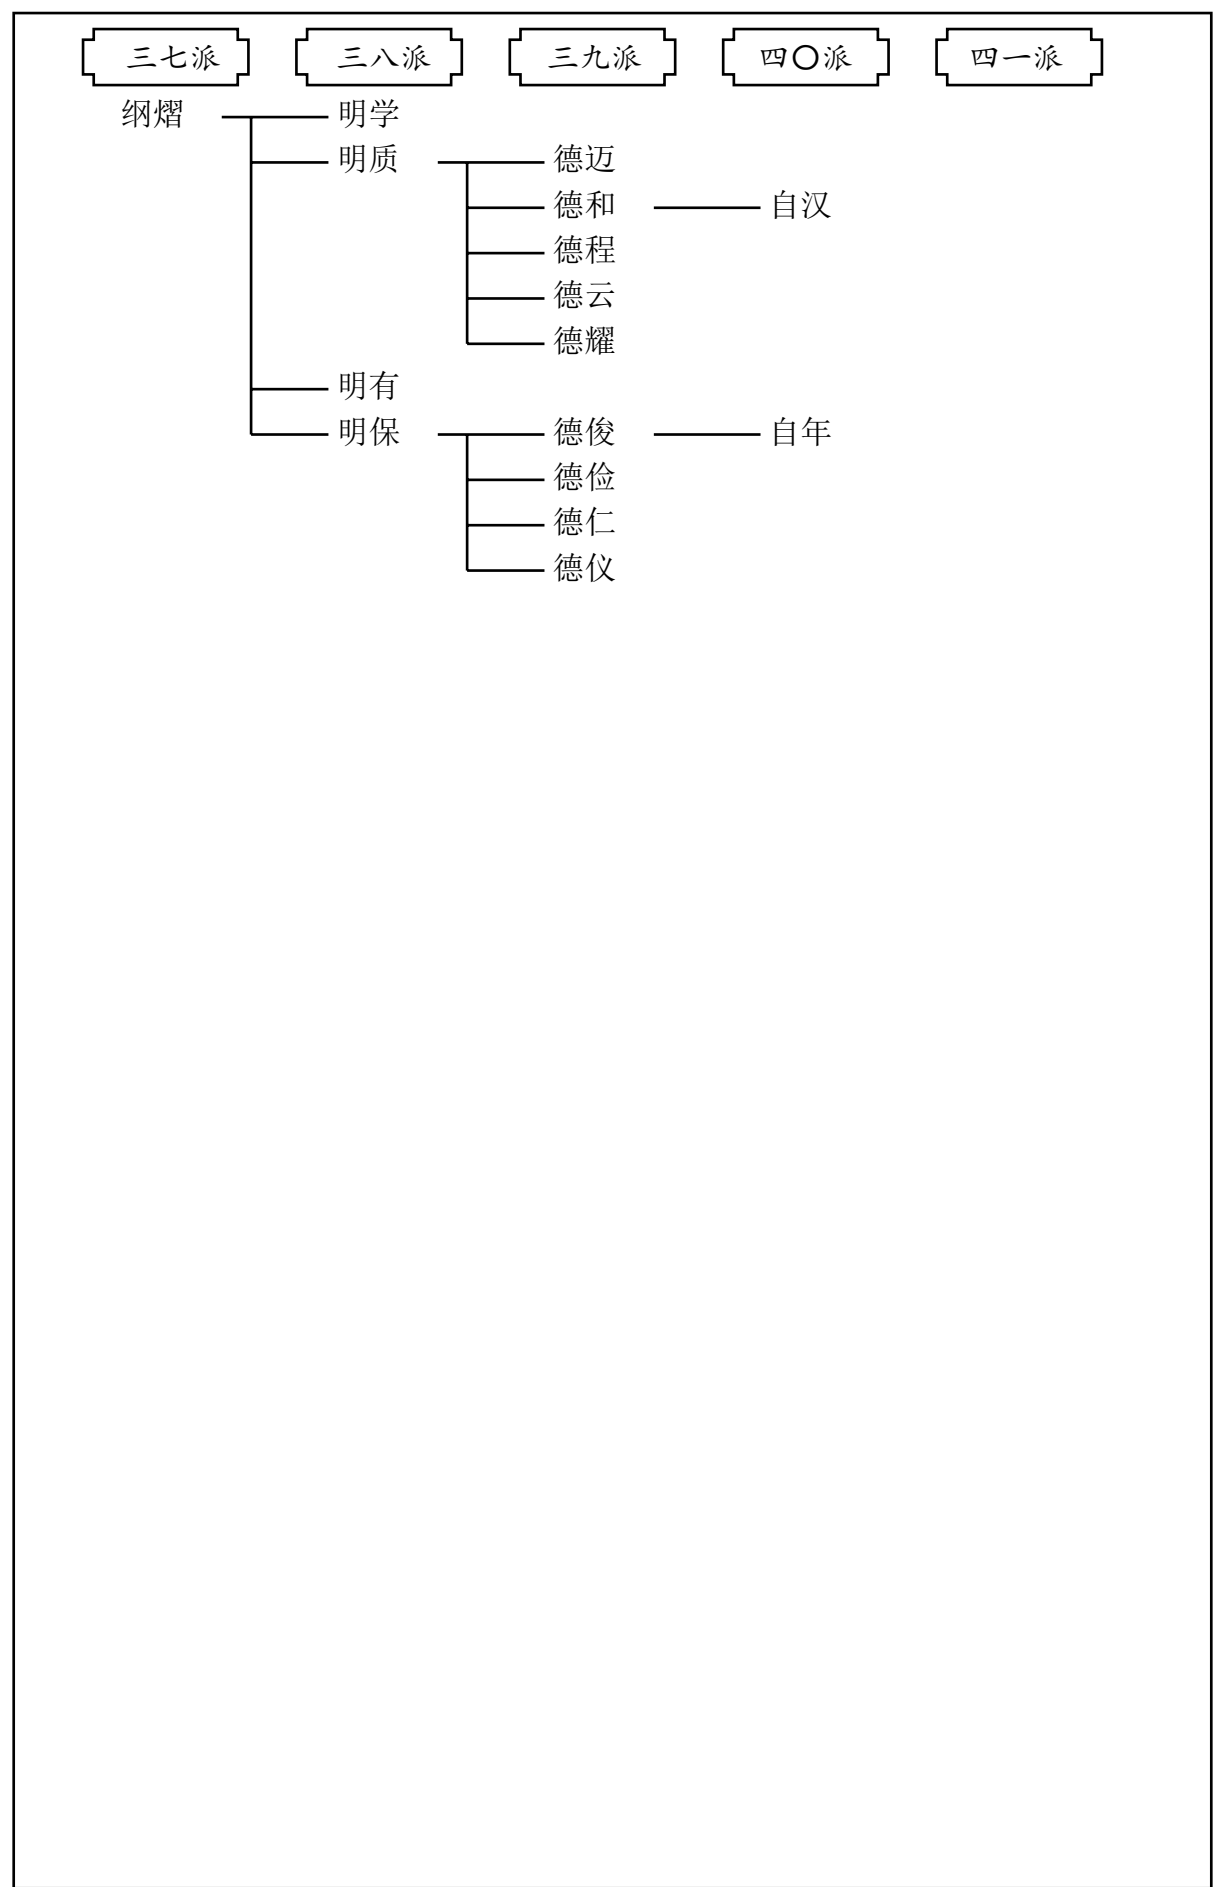 三七派 三八派 三九派 四〇派 四一派
纲熠 明学
明质 德迈
德和 自汉
德程
德云
德耀
明有
明保 德俊 自年
德俭
德仁
德仪